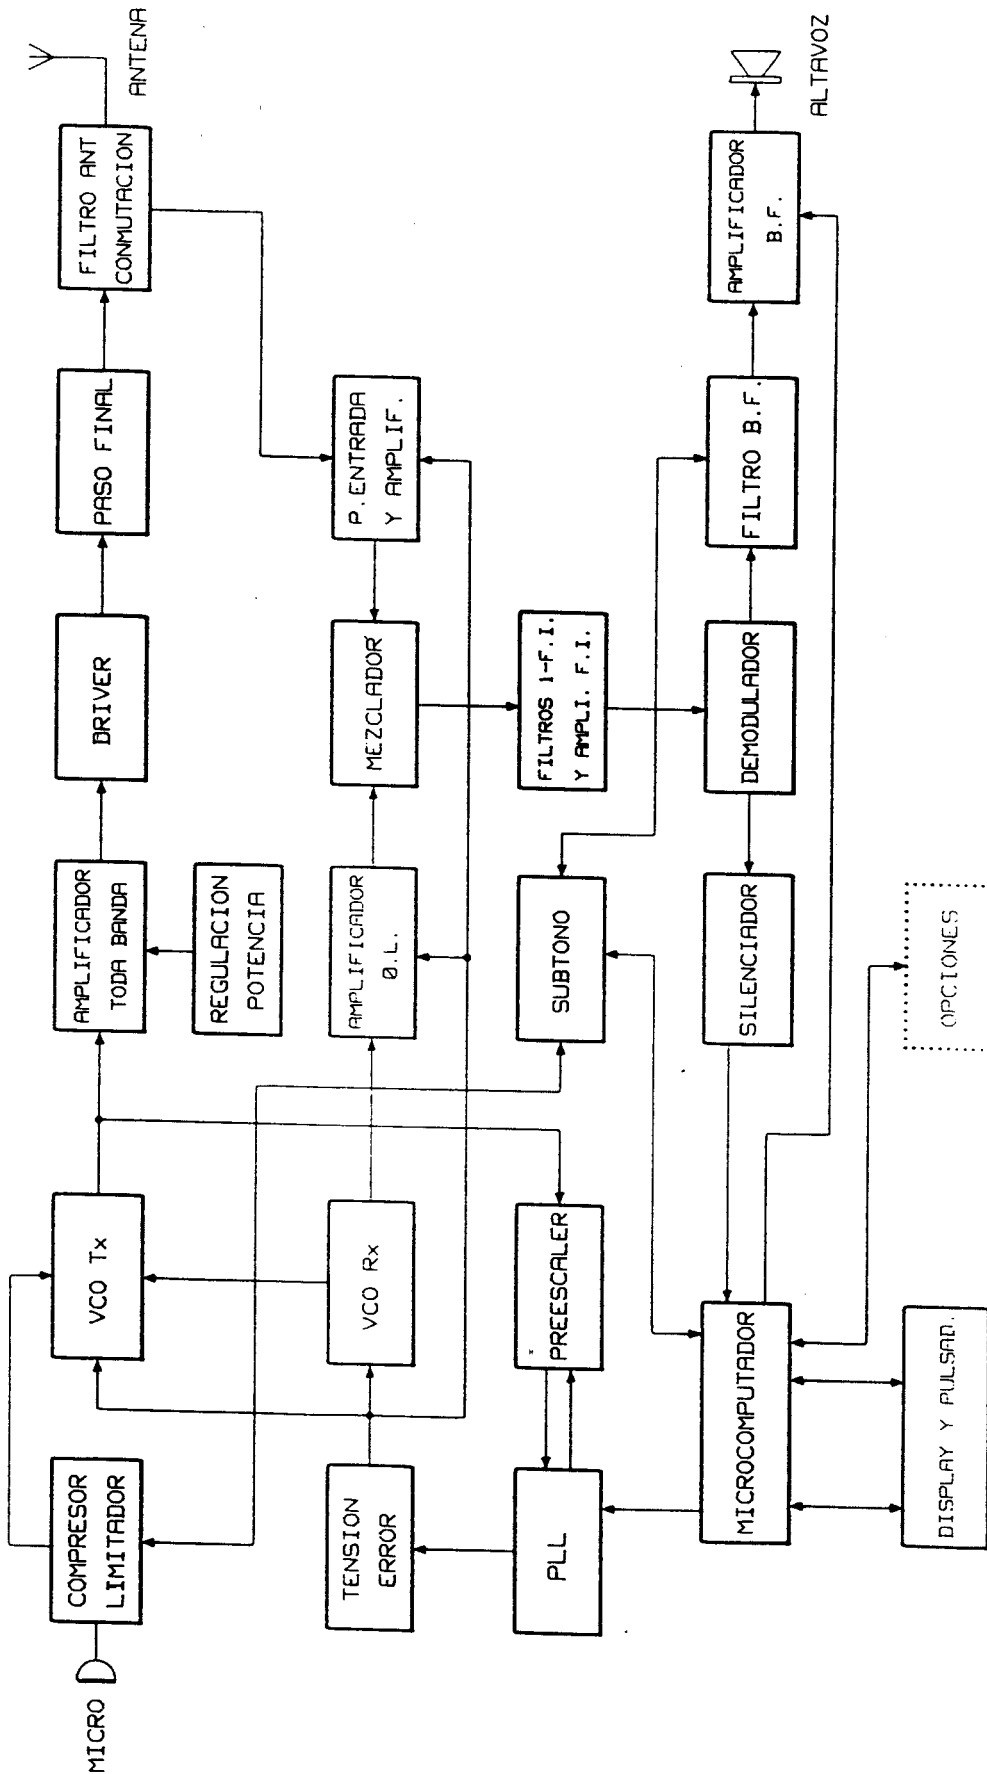 MICRO
COMPRESOR
LIMITADOR
VCO Tx
AMPLIFICADOR
TODA BANDA
DRIVER
PASO FINAL
FILTRO ANT
CONMUTACION
ANTENA
REGULACION
POTENCIA
TENSION
ERROR
VCO Rx
AMPLIFICADOR
O.L.
MEZCLADOR
P.ENTRADA
Y AMPLIF.
PLL
PREESCALER
SUBTONO
FILTROS 1-F.I.
Y AMPLI. F.I.
MICROCOMPUTADOR
SILENCIADOR
DEMODULADOR
FILTRO B.F.
AMPLIFICADOR
B.F.
ALTAVOZ
DISPLAY Y PULSAD.
OPCIONES